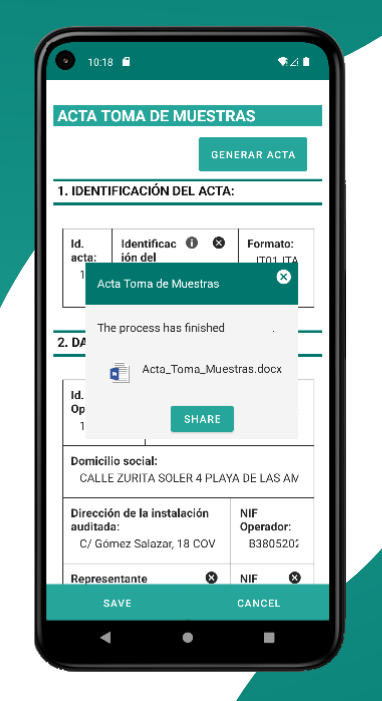 10:18
ACTA TOMA DE MUESTRAS
GENERAR ACTA
1. IDENTIFICACIÓN DEL ACTA:
Id. acta:
Identificac
ión del
Formato:
1
Acta Toma de Muestras
The process has finished
.
Acta_Toma_Muestras.docx
SHARE
2. DA
Id.
Op
1
Domicilio social:
CALLE ZURITA SOLER 4 PLAYA DE LAS AM
Dirección de la instalación
auditada:
C/ Gómez Salazar, 18 COV
NIF
Operador:
B3805202
Representante
NIF
SAVE
CANCEL